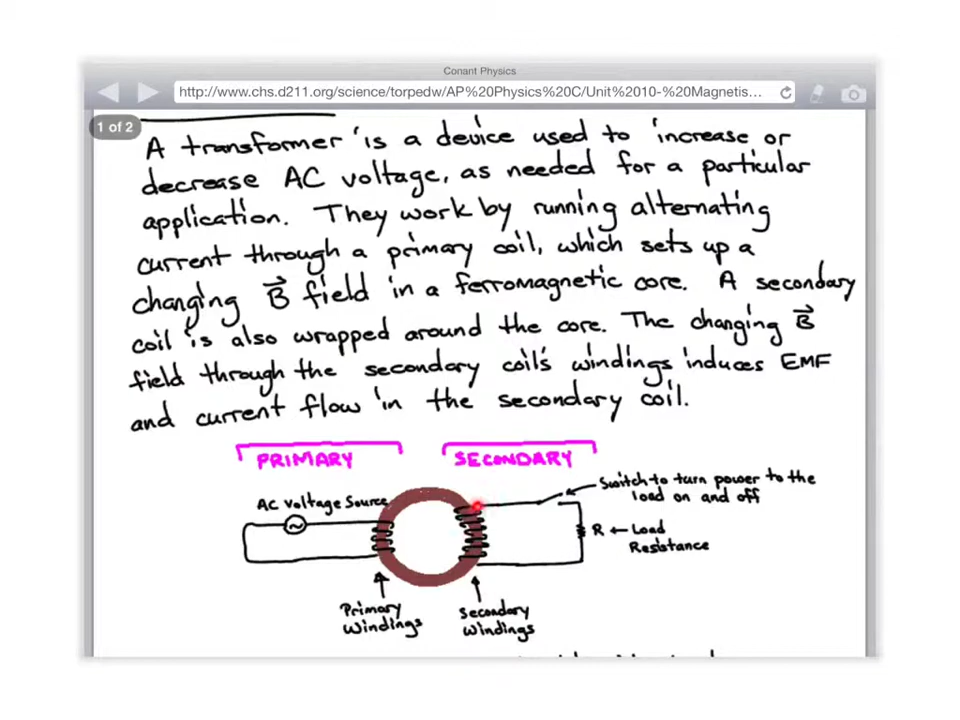 Conant Physics
http://www.chs.d211.org/science/torpedw/AP%20Physics%20C/Unit%2010-%20Magnetis...
1 of 2
A transformer is a device used to increase or
decrease AC voltage, as needed for a particular
application. They work by running alternating
current through a primary coil, which sets up a
changing B⃗ field in a ferromagnetic core. A secondary
coil is also wrapped around the core. The changing B⃗
field through the secondary coil's windings induces EMF
and current flow in the secondary coil.
PRIMARY
SECONDARY
AC Voltage Source
Switch to turn power to the
load on and off
~
R ← Load
Resistance
Primary
Windings
Secondary
Windings